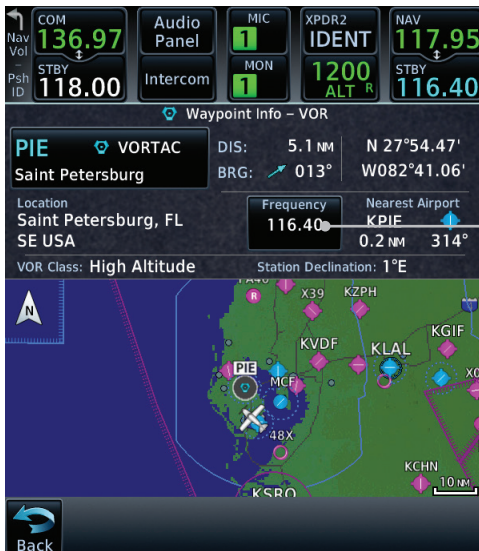 Nav Vol – Psh ID
COM 136.97
STBY 118.00
Audio Panel
Intercom
MIC 1
MON 1
XPDR2 IDENT
1200 ALT R
NAV 117.95
STBY 116.40
Waypoint Info – VOR
PIE VORTAC
Saint Petersburg
DIS: 5.1 NM
BRG: 013°
N 27°54.47'
W082°41.06'
Location
Saint Petersburg, FL
SE USA
Frequency
116.40
Nearest Airport
KPIE
0.2 NM 314°
VOR Class: High Altitude
Station Declination: 1°E
N
R
X39
KZPH
KVDF
KLAL
KGIF
PIE
MCF
48X
KCHN
KSRQ
10 NM
Back